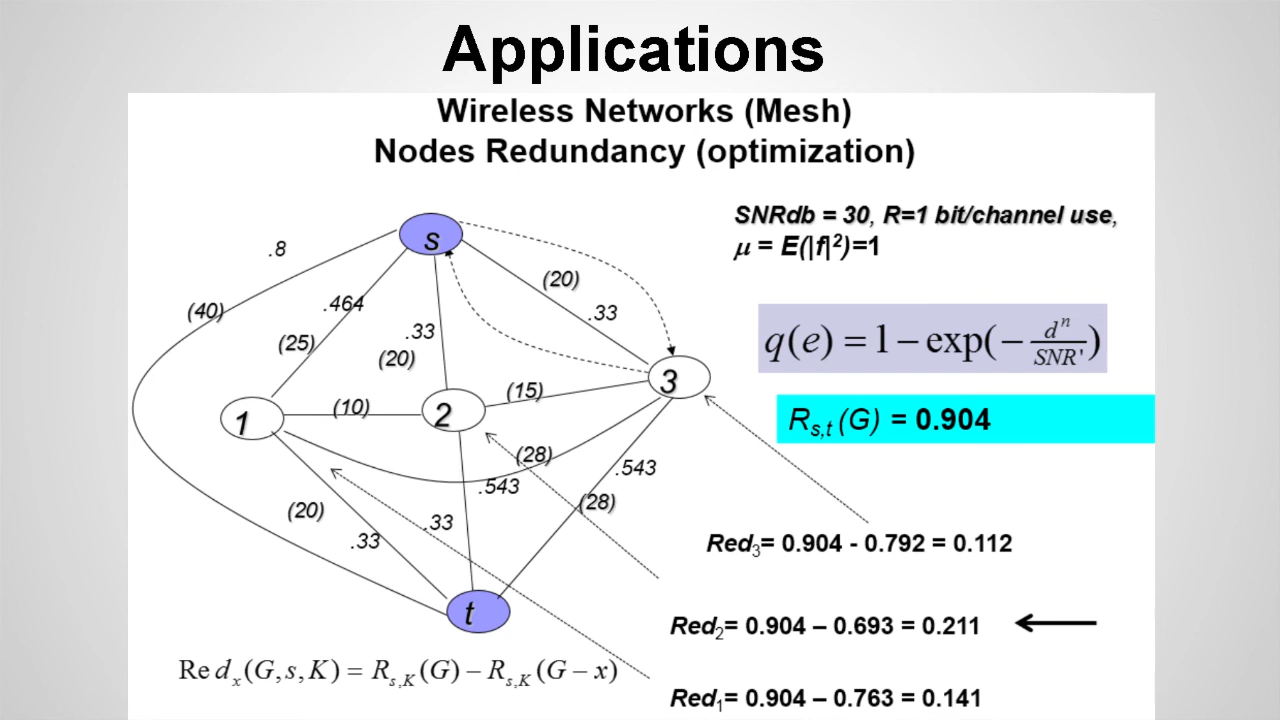 Applications
Wireless Networks (Mesh)
Nodes Redundancy (optimization)
SNRdb = 30, R=1 bit/channel use,
μ = E(|f|²)=1
s
.8
(20)
(40)
.464
.33
.33
(25)
(20)
q(e) = 1 − exp(− dⁿ / SNR')
3
(15)
(10)
1
2
R_{s,t} (G) = 0.904
(28)
.543
.543
(28)
(20)
.33
.33
Red₃= 0.904 - 0.792 = 0.112
t
Red₂= 0.904 – 0.693 = 0.211
Re d_x (G, s, K) = R_{s,K} (G) − R_{s,K} (G − x)
Red₁= 0.904 – 0.763 = 0.141